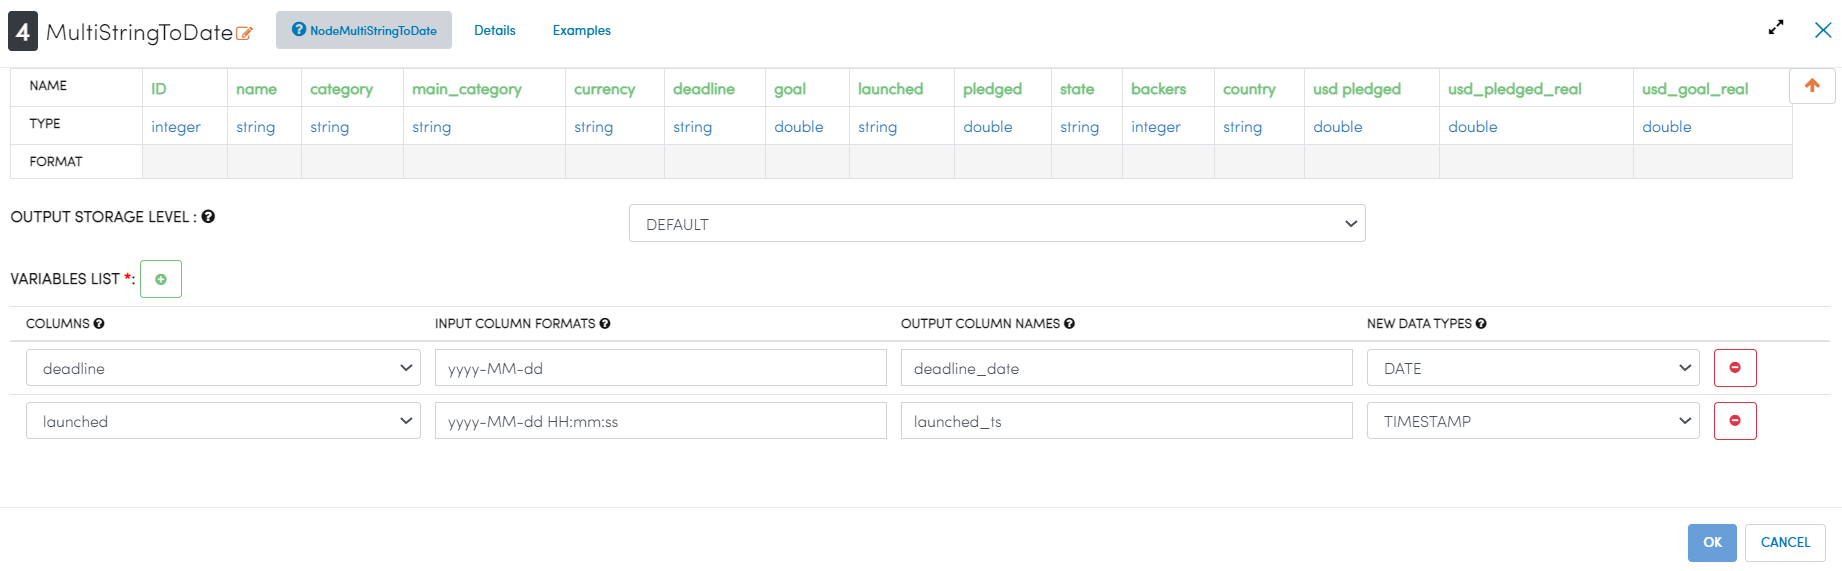 4 MultiStringToDate NodeMultiStringToDate Details Examples
NAME ID name category main_category currency deadline goal launched pledged state backers country usd pledged usd_pledged_real usd_goal_real
TYPE integer string string string string string double string double string integer string double double double
FORMAT
OUTPUT STORAGE LEVEL : DEFAULT
VARIABLES LIST *:
COLUMNS INPUT COLUMN FORMATS OUTPUT COLUMN NAMES NEW DATA TYPES
deadline yyyy-MM-dd deadline_date DATE
launched yyyy-MM-dd HH:mm:ss launched_ts TIMESTAMP
OK CANCEL